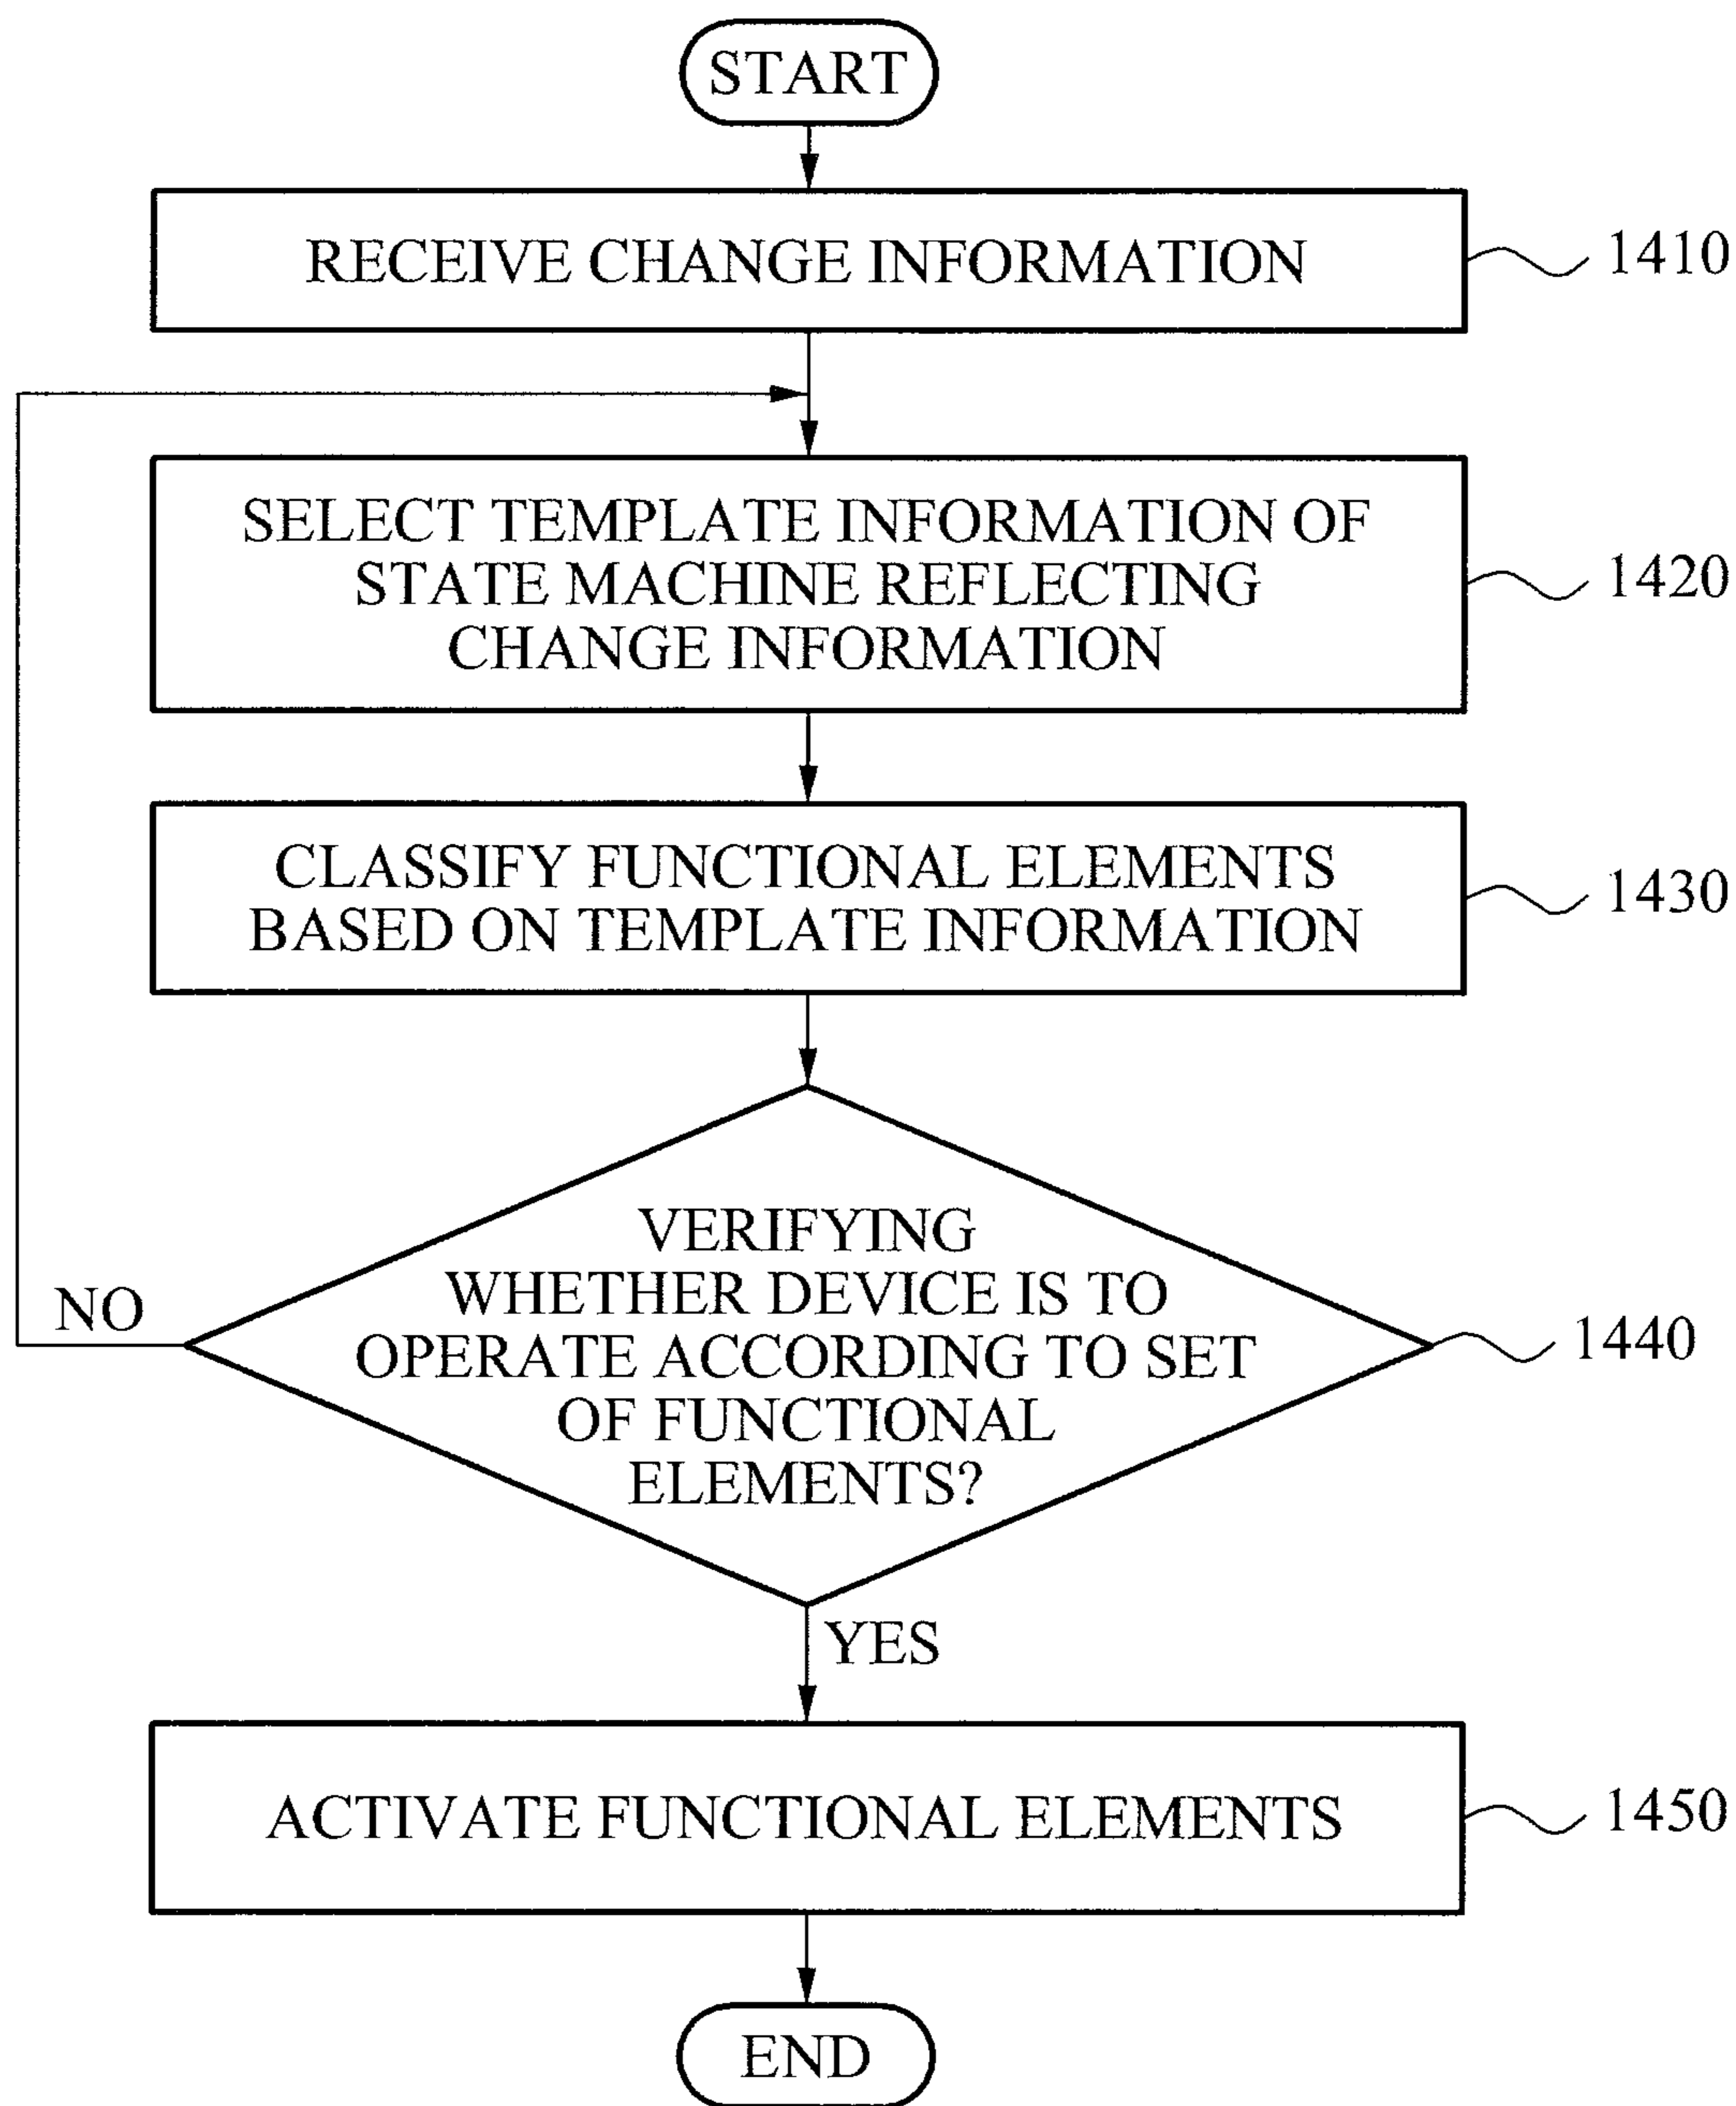 START
RECEIVE CHANGE INFORMATION
1410
SELECT TEMPLATE INFORMATION OF
STATE MACHINE REFLECTING
CHANGE INFORMATION
1420
CLASSIFY FUNCTIONAL ELEMENTS
BASED ON TEMPLATE INFORMATION
1430
VERIFYING
WHETHER DEVICE IS TO
OPERATE ACCORDING TO SET
OF FUNCTIONAL
ELEMENTS?
1440
NO
YES
ACTIVATE FUNCTIONAL ELEMENTS
1450
END